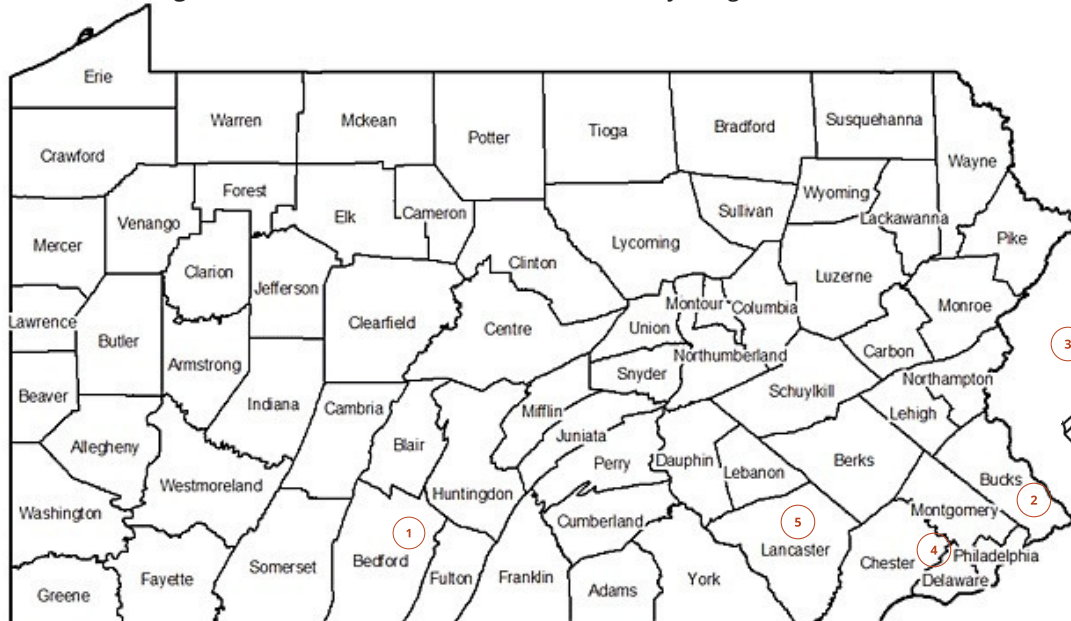 Erie
Warren
Mckean
Potter
Tioga
Bradford
Susquehanna
Crawford
Wayne
Forest
Wyoming
Venango
Elk
Cameron
Sullivan
Lackawanna
Mercer
Lycoming
Pike
Clarion
Clinton
Jefferson
Luzerne
Lawrence
Clearfield
Montour
Columbia
Monroe
Butler
Centre
Union
3
Armstrong
Northumberland
Carbon
Beaver
Snyder
Northampton
Indiana
Cambria
Schuylkill
Mifflin
Lehigh
Allegheny
Blair
Juniata
Perry
Dauphin
Lebanon
Berks
Westmoreland
Huntingdon
Bucks
2
Washington
Cumberland
Montgomery
1
5
Lancaster
4
Philadelphia
Bedford
Chester
Somerset
Fayette
Fulton
Franklin
York
Delaware
Greene
Adams